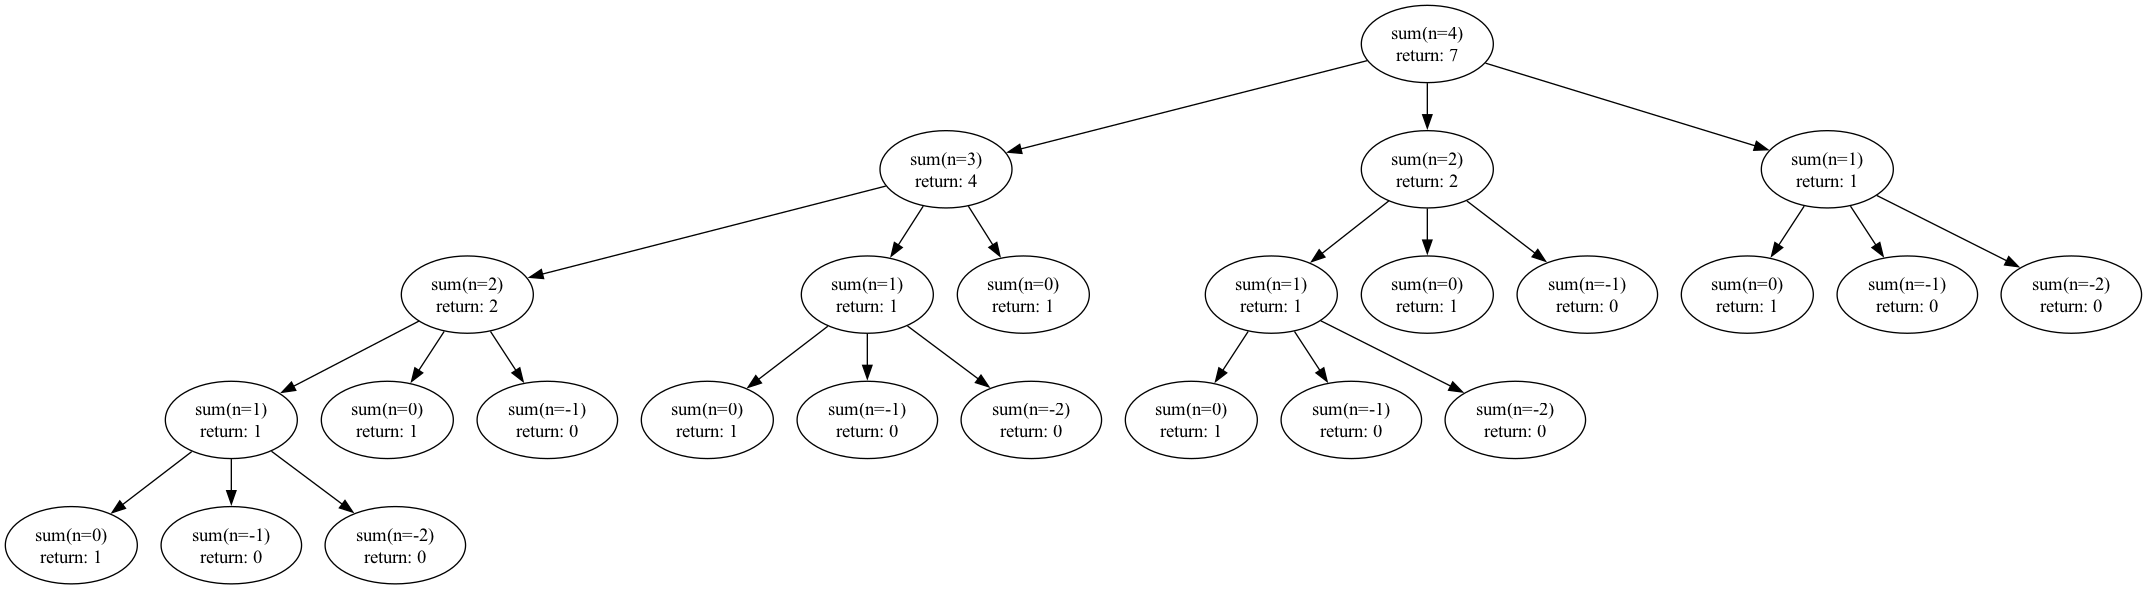 sum(n=4)
return: 7
sum(n=3)
return: 4
sum(n=2)
return: 2
sum(n=1)
return: 1
sum(n=2)
return: 2
sum(n=1)
return: 1
sum(n=0)
return: 1
sum(n=1)
return: 1
sum(n=0)
return: 1
sum(n=-1)
return: 0
sum(n=0)
return: 1
sum(n=-1)
return: 0
sum(n=-2)
return: 0
sum(n=1)
return: 1
sum(n=0)
return: 1
sum(n=-1)
return: 0
sum(n=0)
return: 1
sum(n=-1)
return: 0
sum(n=-2)
return: 0
sum(n=0)
return: 1
sum(n=-1)
return: 0
sum(n=-2)
return: 0
sum(n=0)
return: 1
sum(n=-1)
return: 0
sum(n=-2)
return: 0